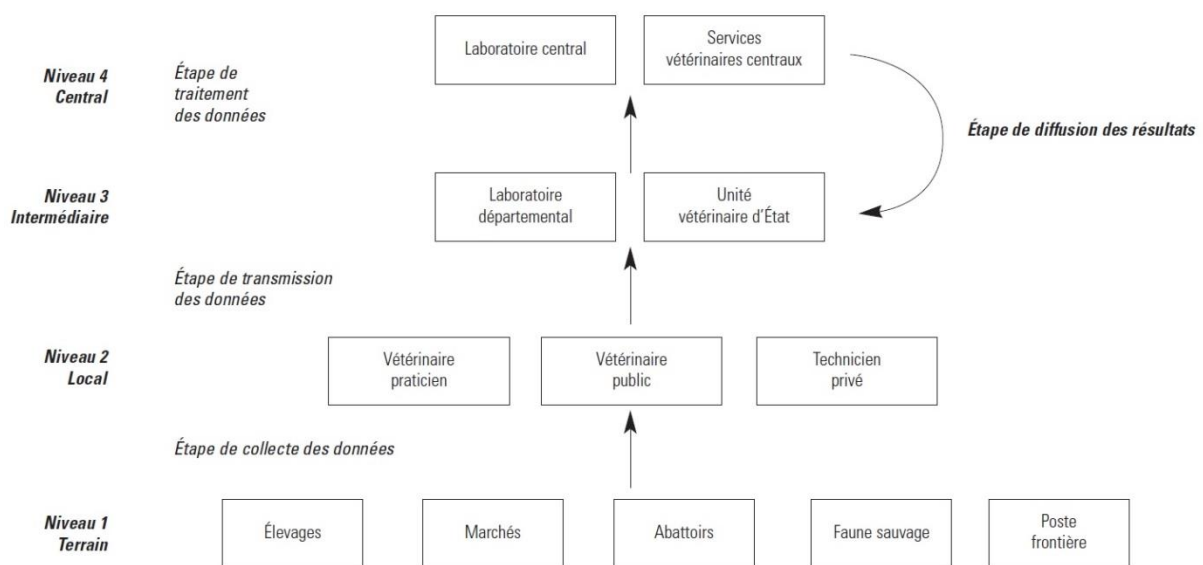 Laboratoire central
Services
vétérinaires centraux
Niveau 4
Central
Étape de
traitement
des données
Étape de diffusion des résultats
Niveau 3
Intermédiaire
Laboratoire
départemental
Unité
vétérinaire d’État
Étape de transmission
des données
Niveau 2
Local
Vétérinaire
praticien
Vétérinaire
public
Technicien
privé
Étape de collecte des données
Niveau 1
Terrain
Élevages
Marchés
Abattoirs
Faune sauvage
Poste
frontière